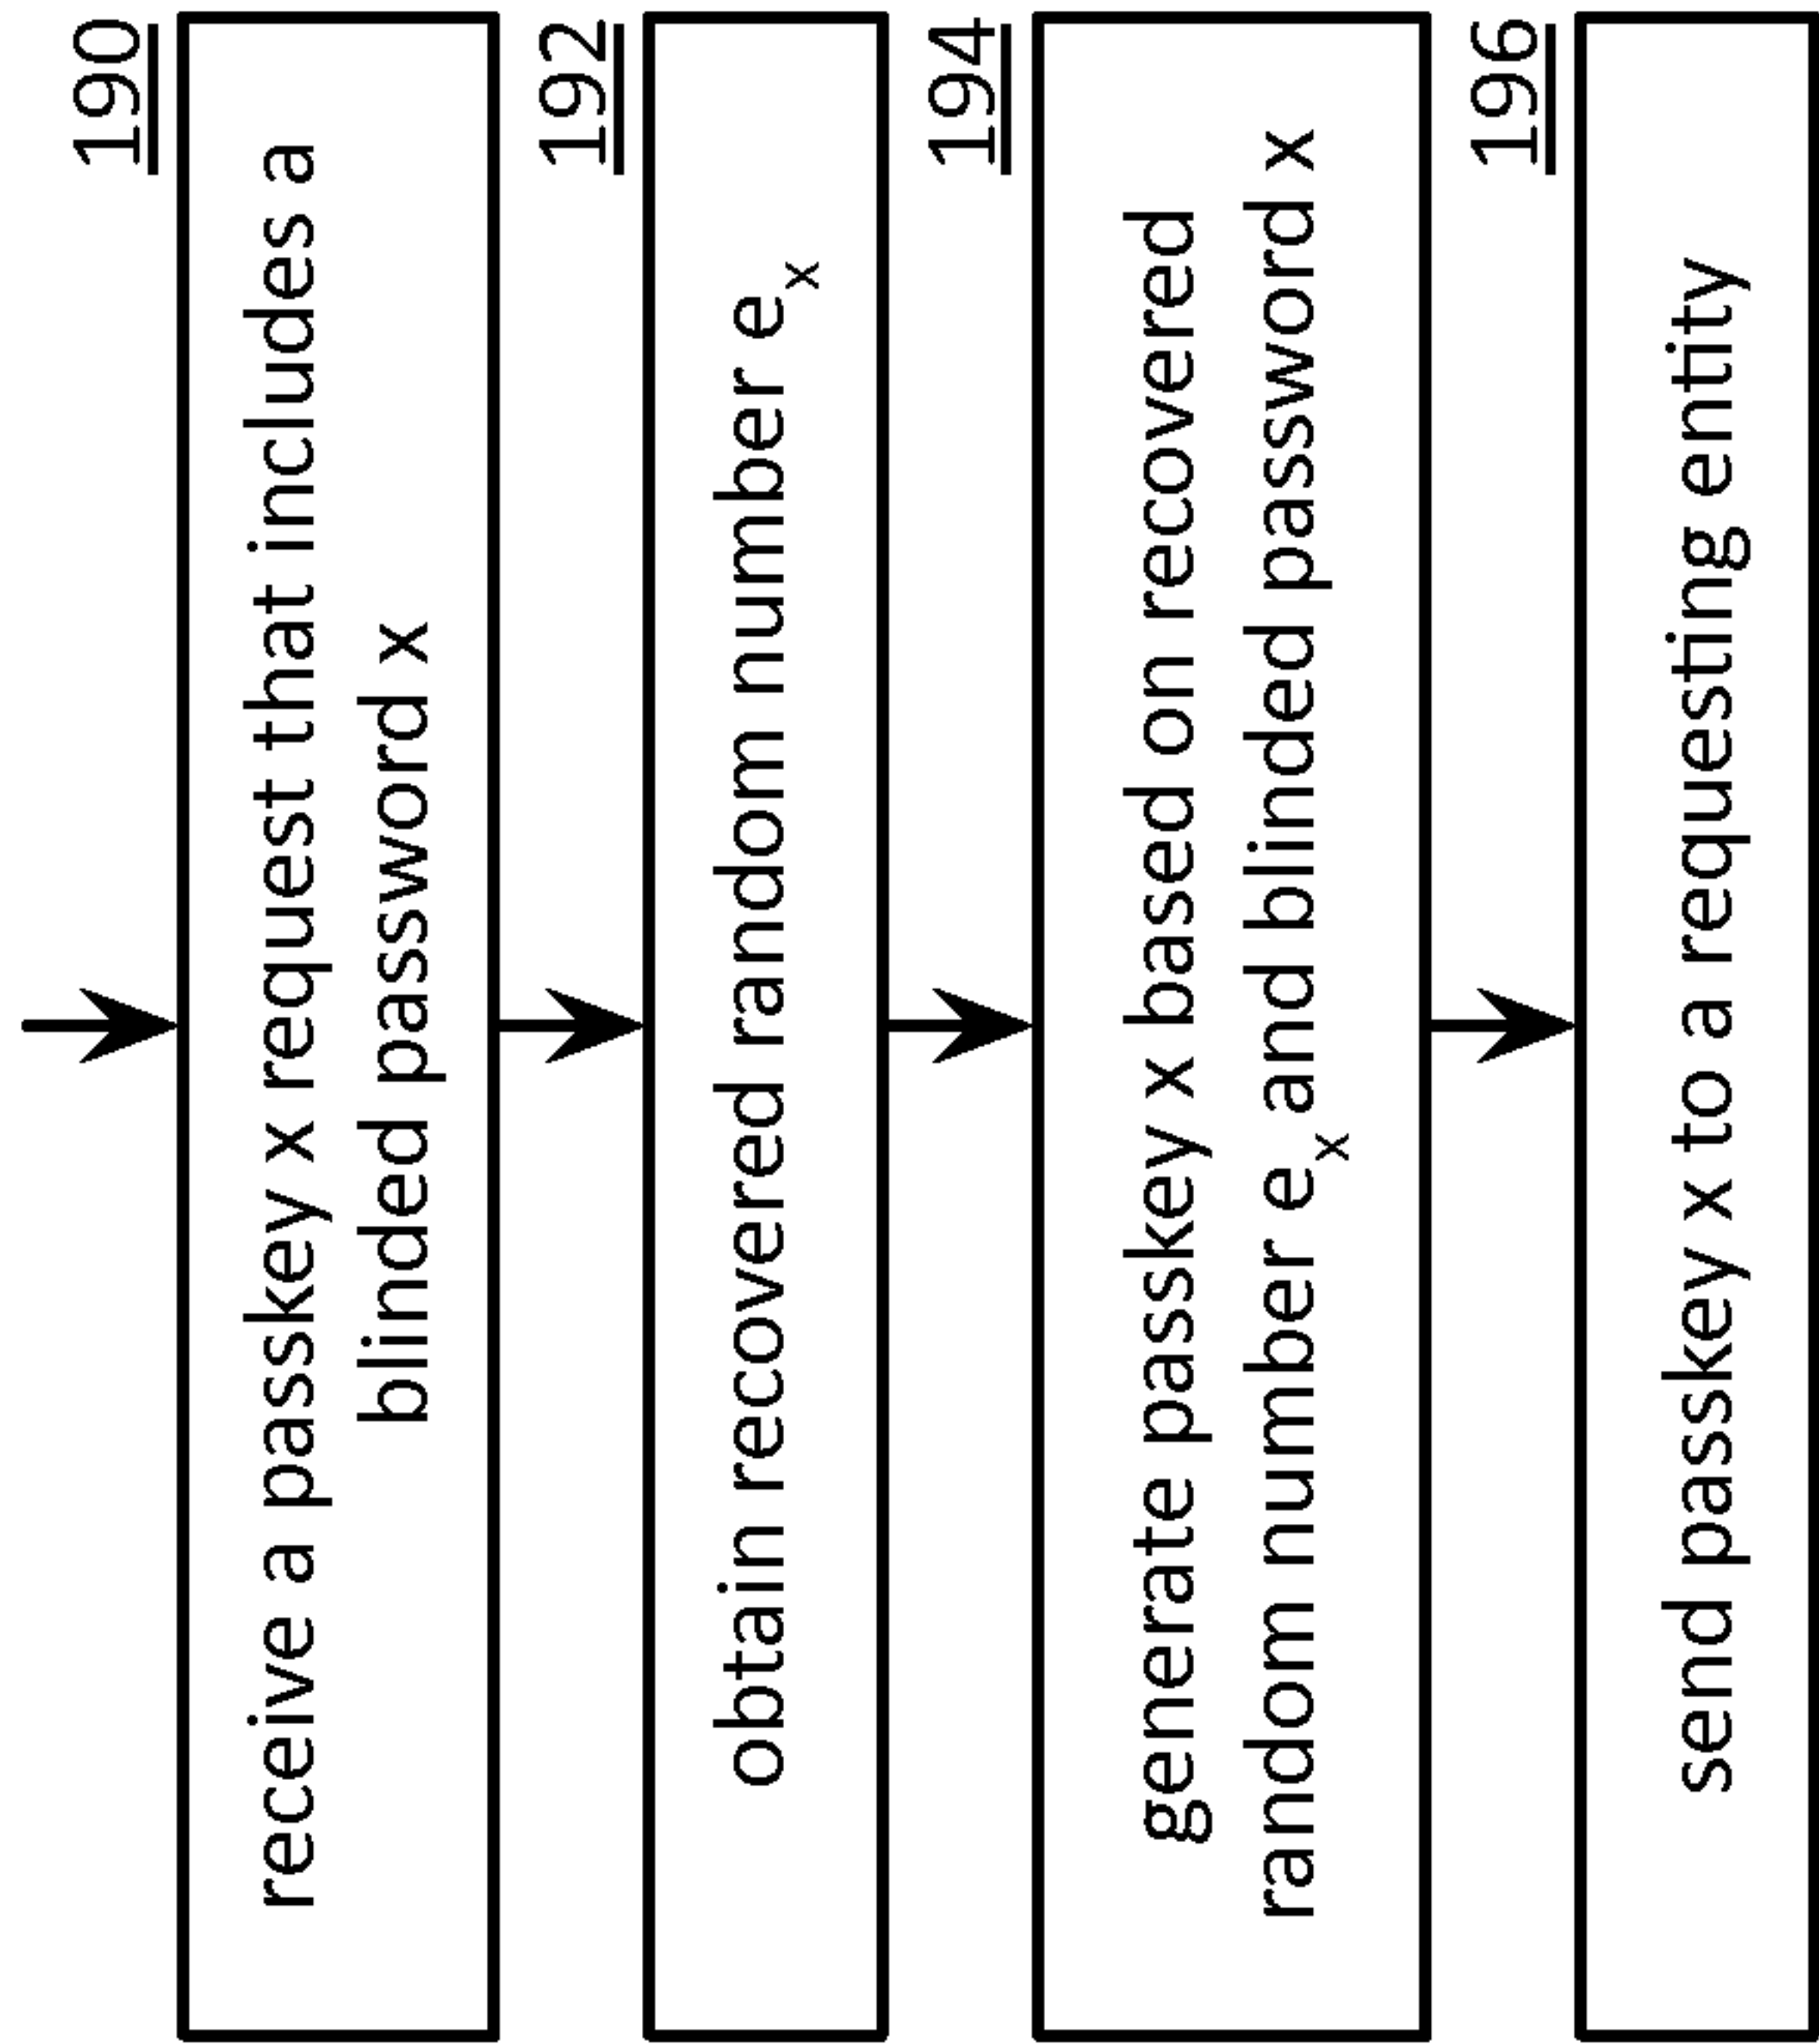 190
receive a passkey x request that includes a
blinded password x
192
obtain recovered random number eₓ
194
generate passkey x based on recovered
random number eₓ and blinded password x
196
send passkey x to a requesting entity